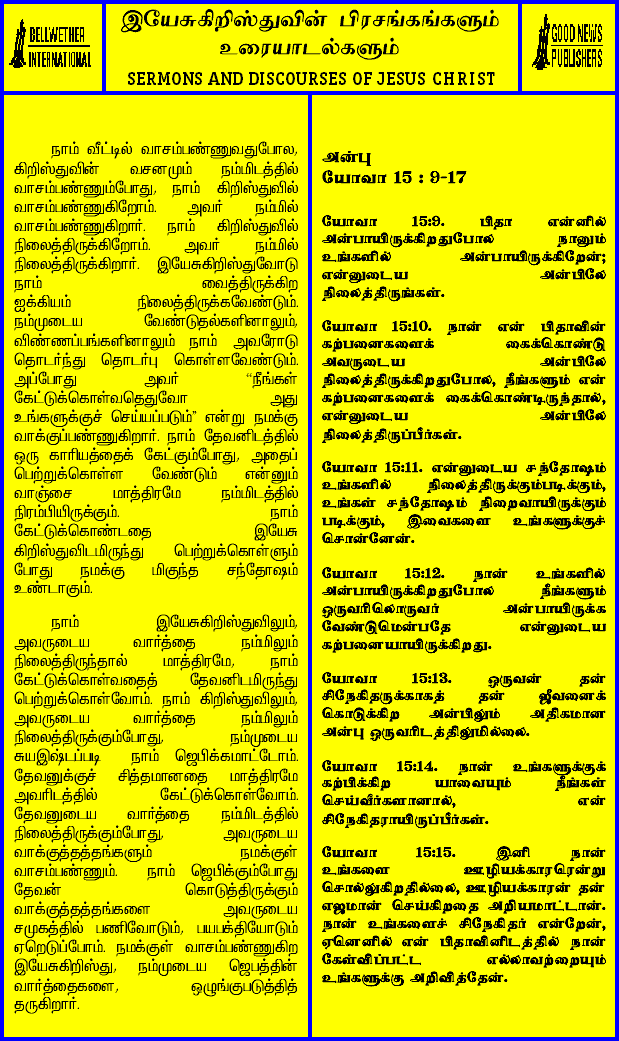 BELLWETHER
INTERNATIONAL
இயேசுகிறிஸ்துவின் பிரசங்கங்களும்
உரையாடல்களும்
SERMONS AND DISCOURSES OF JESUS CHRIST
GOOD NEWS
PUBLISHERS
நாம் வீட்டில் வாசம்பண்ணுவதுபோல,
கிறிஸ்துவின் வசனமும் நம்மிடத்தில்
வாசம்பண்ணும்போது, நாம் கிறிஸ்துவில்
வாசம்பண்ணுகிறோம். அவர் நம்மில்
வாசம்பண்ணுகிறார். நாம் கிறிஸ்துவில்
நிலைத்திருக்கிறோம். அவர் நம்மில்
நிலைத்திருக்கிறார். இயேசுகிறிஸ்துவோடு
நாம் வைத்திருக்கிற
ஐக்கியம் நிலைத்திருக்கவேண்டும்.
நம்முடைய வேண்டுதல்களினாலும்,
விண்ணப்பங்களினாலும் நாம் அவரோடு
தொடர்ந்து தொடர்பு கொள்ளவேண்டும்.
அப்போது அவர் “நீங்கள்
கேட்டுக்கொள்வதெதுவோ அது
உங்களுக்குச் செய்யப்படும்” என்று நமக்கு
வாக்குப்பண்ணுகிறார். நாம் தேவனிடத்தில்
ஒரு காரியத்தைக் கேட்கும்போது, அதைப்
பெற்றுக்கொள்ள வேண்டும் என்னும்
வாஞ்சை மாத்திரமே நம்மிடத்தில்
நிரம்பியிருக்கும். நாம்
கேட்டுக்கொண்டதை இயேசு
கிறிஸ்துவிடமிருந்து பெற்றுக்கொள்ளும்
போது நமக்கு மிகுந்த சந்தோஷம்
உண்டாகும்.
நாம் இயேசுகிறிஸ்துவிலும்,
அவருடைய வார்த்தை நம்மிலும்
நிலைத்திருந்தால் மாத்திரமே, நாம்
கேட்டுக்கொள்வதைத் தேவனிடமிருந்து
பெற்றுக்கொள்வோம். நாம் கிறிஸ்துவிலும்,
அவருடைய வார்த்தை நம்மிலும்
நிலைத்திருக்கும்போது, நம்முடைய
சுயஇஷ்டப்படி நாம் ஜெபிக்கமாட்டோம்.
தேவனுக்குச் சித்தமானதை மாத்திரமே
அவரிடத்தில் கேட்டுக்கொள்வோம்.
தேவனுடைய வார்த்தை நம்மிடத்தில்
நிலைத்திருக்கும்போது, அவருடைய
வாக்குத்தத்தங்களும் நமக்குள்
வாசம்பண்ணும். நாம் ஜெபிக்கும்போது
தேவன் கொடுத்திருக்கும்
வாக்குத்தத்தங்களை அவருடைய
சமுகத்தில் பணிவோடும், பயபக்தியோடும்
ஏறெடுப்போம். நமக்குள் வாசம்பண்ணுகிற
இயேசுகிறிஸ்து, நம்முடைய ஜெபத்தின்
வார்த்தைகளை, ஒழுங்குபடுத்தித்
தருகிறார்.
அன்பு
யோவா 15 : 9-17
யோவா 15:9. பிதா என்னில்
அன்பாயிருக்கிறதுபோல நானும்
உங்களில் அன்பாயிருக்கிறேன்;
என்னுடைய அன்பிலே
நிலைத்திருங்கள்.
யோவா 15:10. நான் என் பிதாவின்
கற்பனைகளைக் கைக்கொண்டு
அவருடைய அன்பிலே
நிலைத்திருக்கிறதுபோல, நீங்களும் என்
கற்பனைகளைக் கைக்கொண்டிருந்தால்,
என்னுடைய அன்பிலே
நிலைத்திருப்பீர்கள்.
யோவா 15:11. என்னுடைய சந்தோஷம்
உங்களில் நிலைத்திருக்கும்படிக்கும்,
உங்கள் சந்தோஷம் நிறைவாயிருக்கும்
படிக்கும், இவைகளை உங்களுக்குச்
சொன்னேன்.
யோவா 15:12. நான் உங்களில்
அன்பாயிருக்கிறதுபோல நீங்களும்
ஒருவரிலொருவர் அன்பாயிருக்க
வேண்டுமென்பதே என்னுடைய
கற்பனையாயிருக்கிறது.
யோவா 15:13. ஒருவன் தன்
சிநேகிதருக்காகத் தன் ஜீவனைக்
கொடுக்கிற அன்பிலும் அதிகமான
அன்பு ஒருவரிடத்திலுமில்லை.
யோவா 15:14. நான் உங்களுக்குக்
கற்பிக்கிற யாவையும் நீங்கள்
செய்வீர்களானால், என்
சிநேகிதராயிருப்பீர்கள்.
யோவா 15:15. இனி நான்
உங்களை ஊழியக்காரரென்று
சொல்லுகிறதில்லை, ஊழியக்காரன் தன்
எஜமான் செய்கிறதை அறியமாட்டான்.
நான் உங்களைச் சிநேகிதர் என்றேன்,
ஏனெனில் என் பிதாவினிடத்தில் நான்
கேள்விப்பட்ட எல்லாவற்றையும்
உங்களுக்கு அறிவித்தேன்.